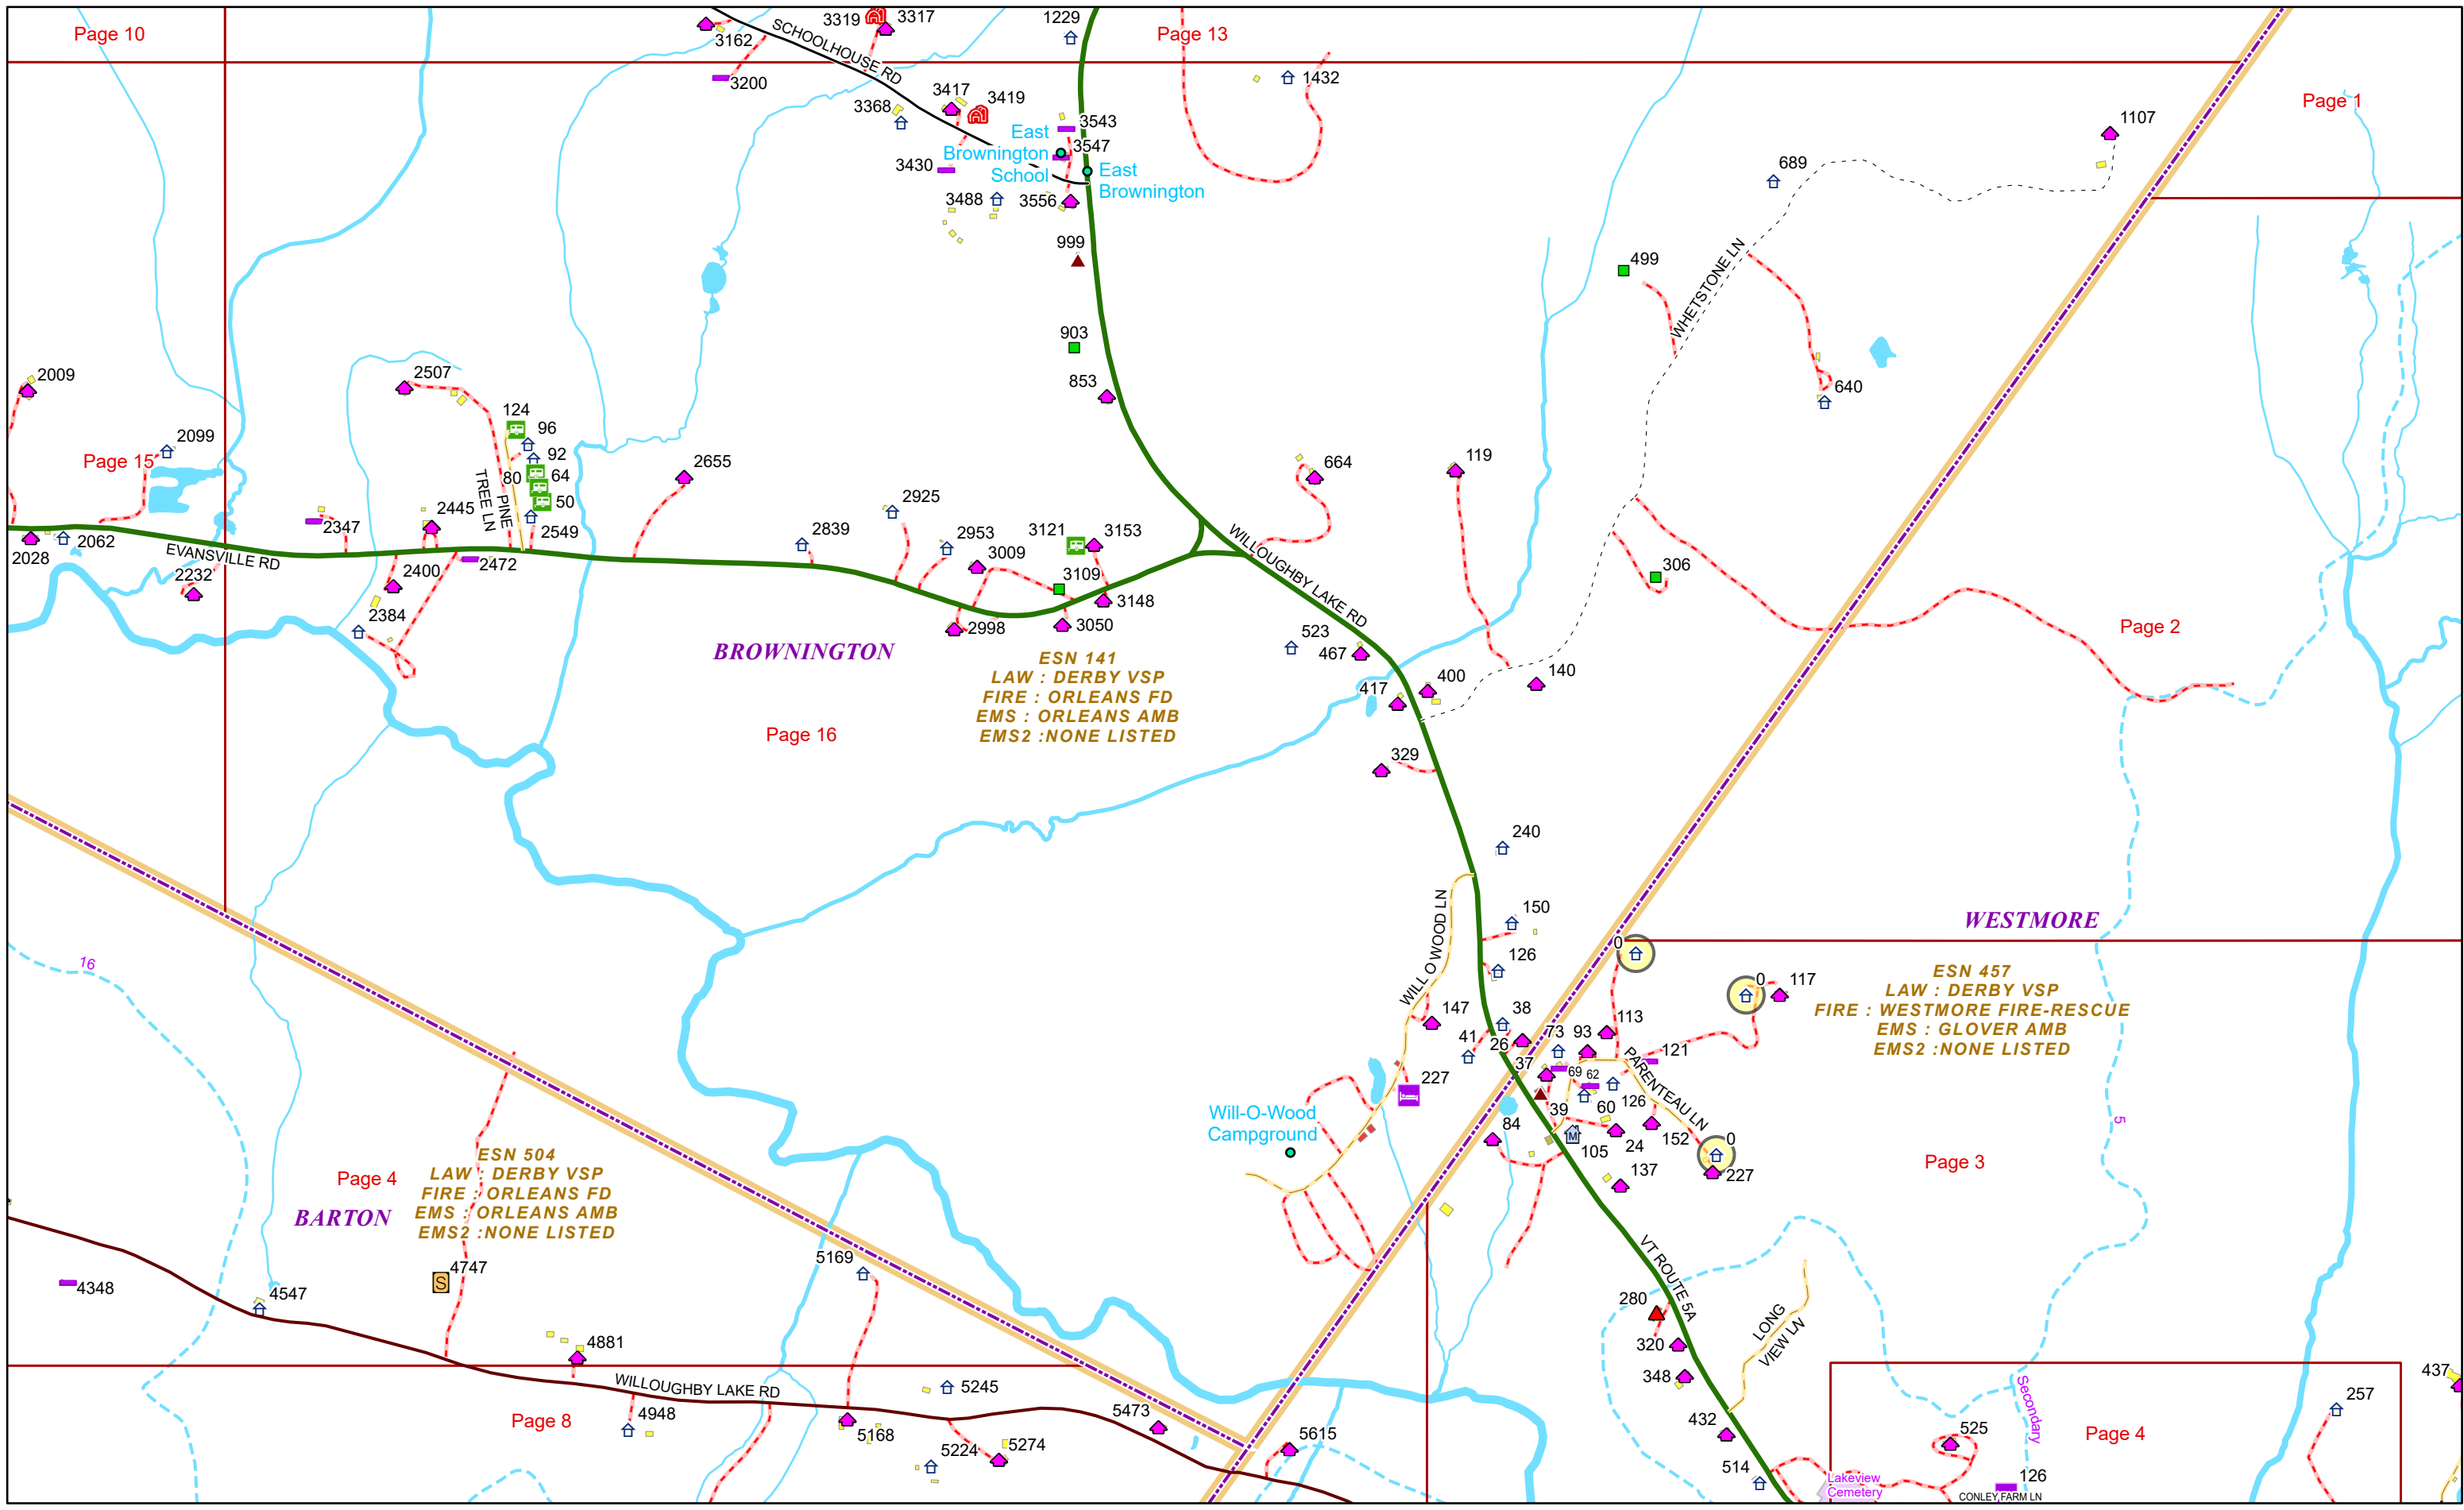 Page 10
3162
3200
SCHOOLHOUSE RD
3319
3317
1229
Page 13
1432
Page 1
1107
689
3368
3417
3419
3430
East
Brownington
School
3543
3547
East
Brownington
3488
3556
999
499
WHETSTONE LN
903
853
640
2009
2507
2099
Page 15
124
96
92
80
64
50
TREE LN
PINE
2549
2445
2347
2655
2925
2839
2953
3009
3121
3153
3109
3148
3050
2998
664
119
306
Page 2
2028
2062
EVANSVILLE RD
2232
2400
2472
2384
WILLOUGHBY LAKE RD
523
467
417
400
140
329
BROWNINGTON
ESN 141
LAW : DERBY VSP
FIRE : ORLEANS FD
EMS : ORLEANS AMB
EMS2 :NONE LISTED
Page 16
240
150
126
WILL O WOOD LN
147
38
41
26
37
73
93
113
0
0
117
121
69
62
PARENTEAU LN
126
60
39
84
105
24
152
0
227
137
227
Will-O-Wood
Campground
WESTMORE
ESN 457
LAW : DERBY VSP
FIRE : WESTMORE FIRE-RESCUE
EMS : GLOVER AMB
EMS2 :NONE LISTED
5
Page 3
16
Page 4
BARTON
ESN 504
LAW : DERBY VSP
FIRE : ORLEANS FD
EMS : ORLEANS AMB
EMS2 :NONE LISTED
4348
4547
S
4747
4881
5169
WILLOUGHBY LAKE RD
Page 8
4948
5168
5245
5224
5274
5473
5615
M
VT ROUTE 5A
280
320
348
LONG
VIEW LN
432
514
Lakeview
Cemetery
525
Secondary
126
CONLEY FARM LN
Page 4
257
437